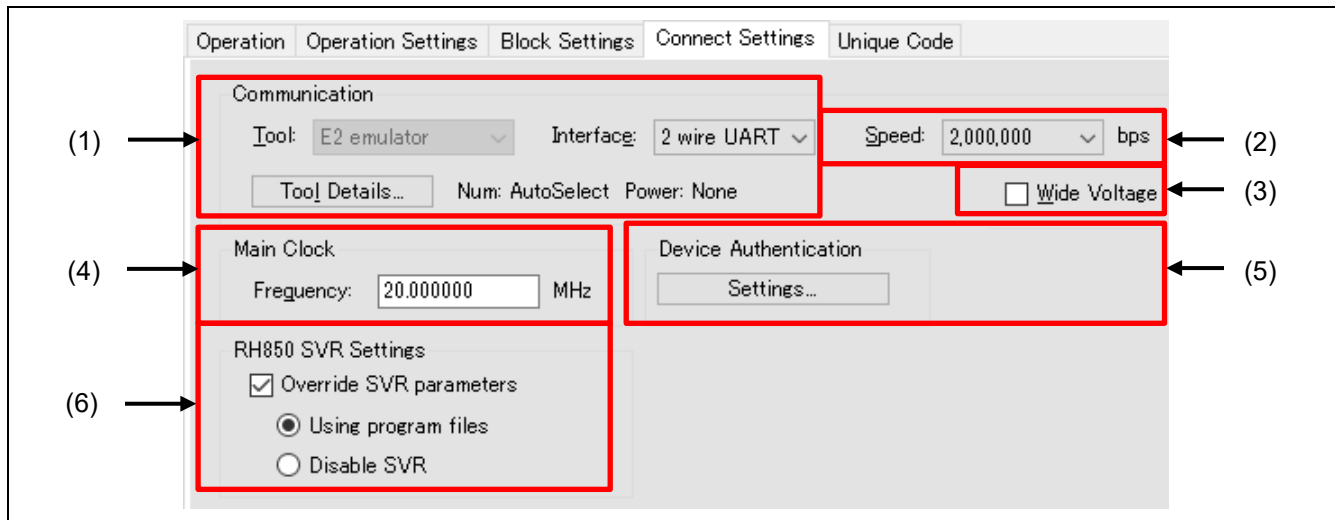 Operation Operation Settings Block Settings Connect Settings Unique Code
Communication
(1) Tool: E2 emulator Interface: 2 wire UART Speed: 2,000,000 bps (2)
Tool Details... Num: AutoSelect Power: None Wide Voltage (3)
Main Clock Device Authentication
(4) Frequency: 20.000000 MHz Settings... (5)
RH850 SVR Settings
Override SVR parameters
(6) Using program files
Disable SVR